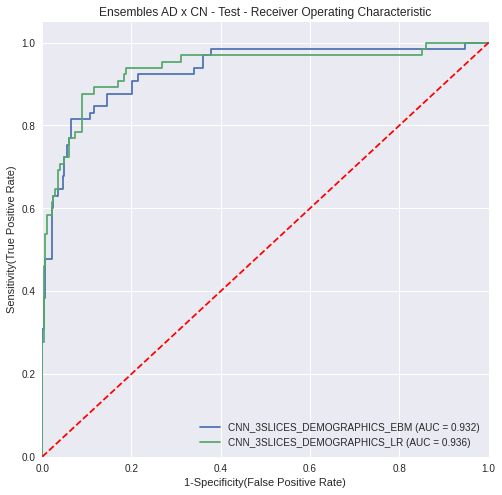 Ensembles AD x CN - Test - Receiver Operating Characteristic
1.0
0.8
0.6
0.4
0.2
0.0
Sensitivity(True Positive Rate)
CNN_3SLICES_DEMOGRAPHICS_EBM (AUC = 0.932)
CNN_3SLICES_DEMOGRAPHICS_LR (AUC = 0.936)
0.0 0.2 0.4 0.6 0.8 1.0
1-Specificity(False Positive Rate)